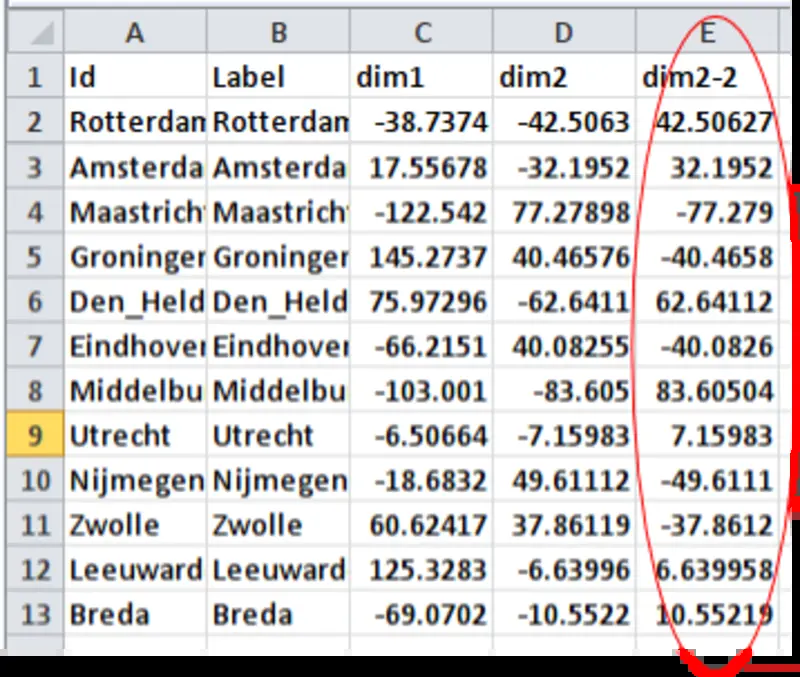 A B C D E
1 Id Label dim1 dim2 dim2-2
2 Rotterdam Rotterdam -38.7374 -42.5063 42.50627
3 Amsterda Amsterda 17.55678 -32.1952 32.1952
4 Maastrich Maastrich -122.542 77.27898 -77.279
5 Groninger Groninger 145.2737 40.46576 -40.4658
6 Den_Held Den_Held 75.97296 -62.6411 62.64112
7 Eindhover Eindhover -66.2151 40.08255 -40.0826
8 Middelbu Middelbu -103.001 -83.605 83.60504
9 Utrecht Utrecht -6.50664 -7.15983 7.15983
10 Nijmegen Nijmegen -18.6832 49.61112 -49.6111
11 Zwolle Zwolle 60.62417 37.86119 -37.8612
12 Leeuward Leeuward 125.3283 -6.63996 6.639958
13 Breda Breda -69.0702 -10.5522 10.55219